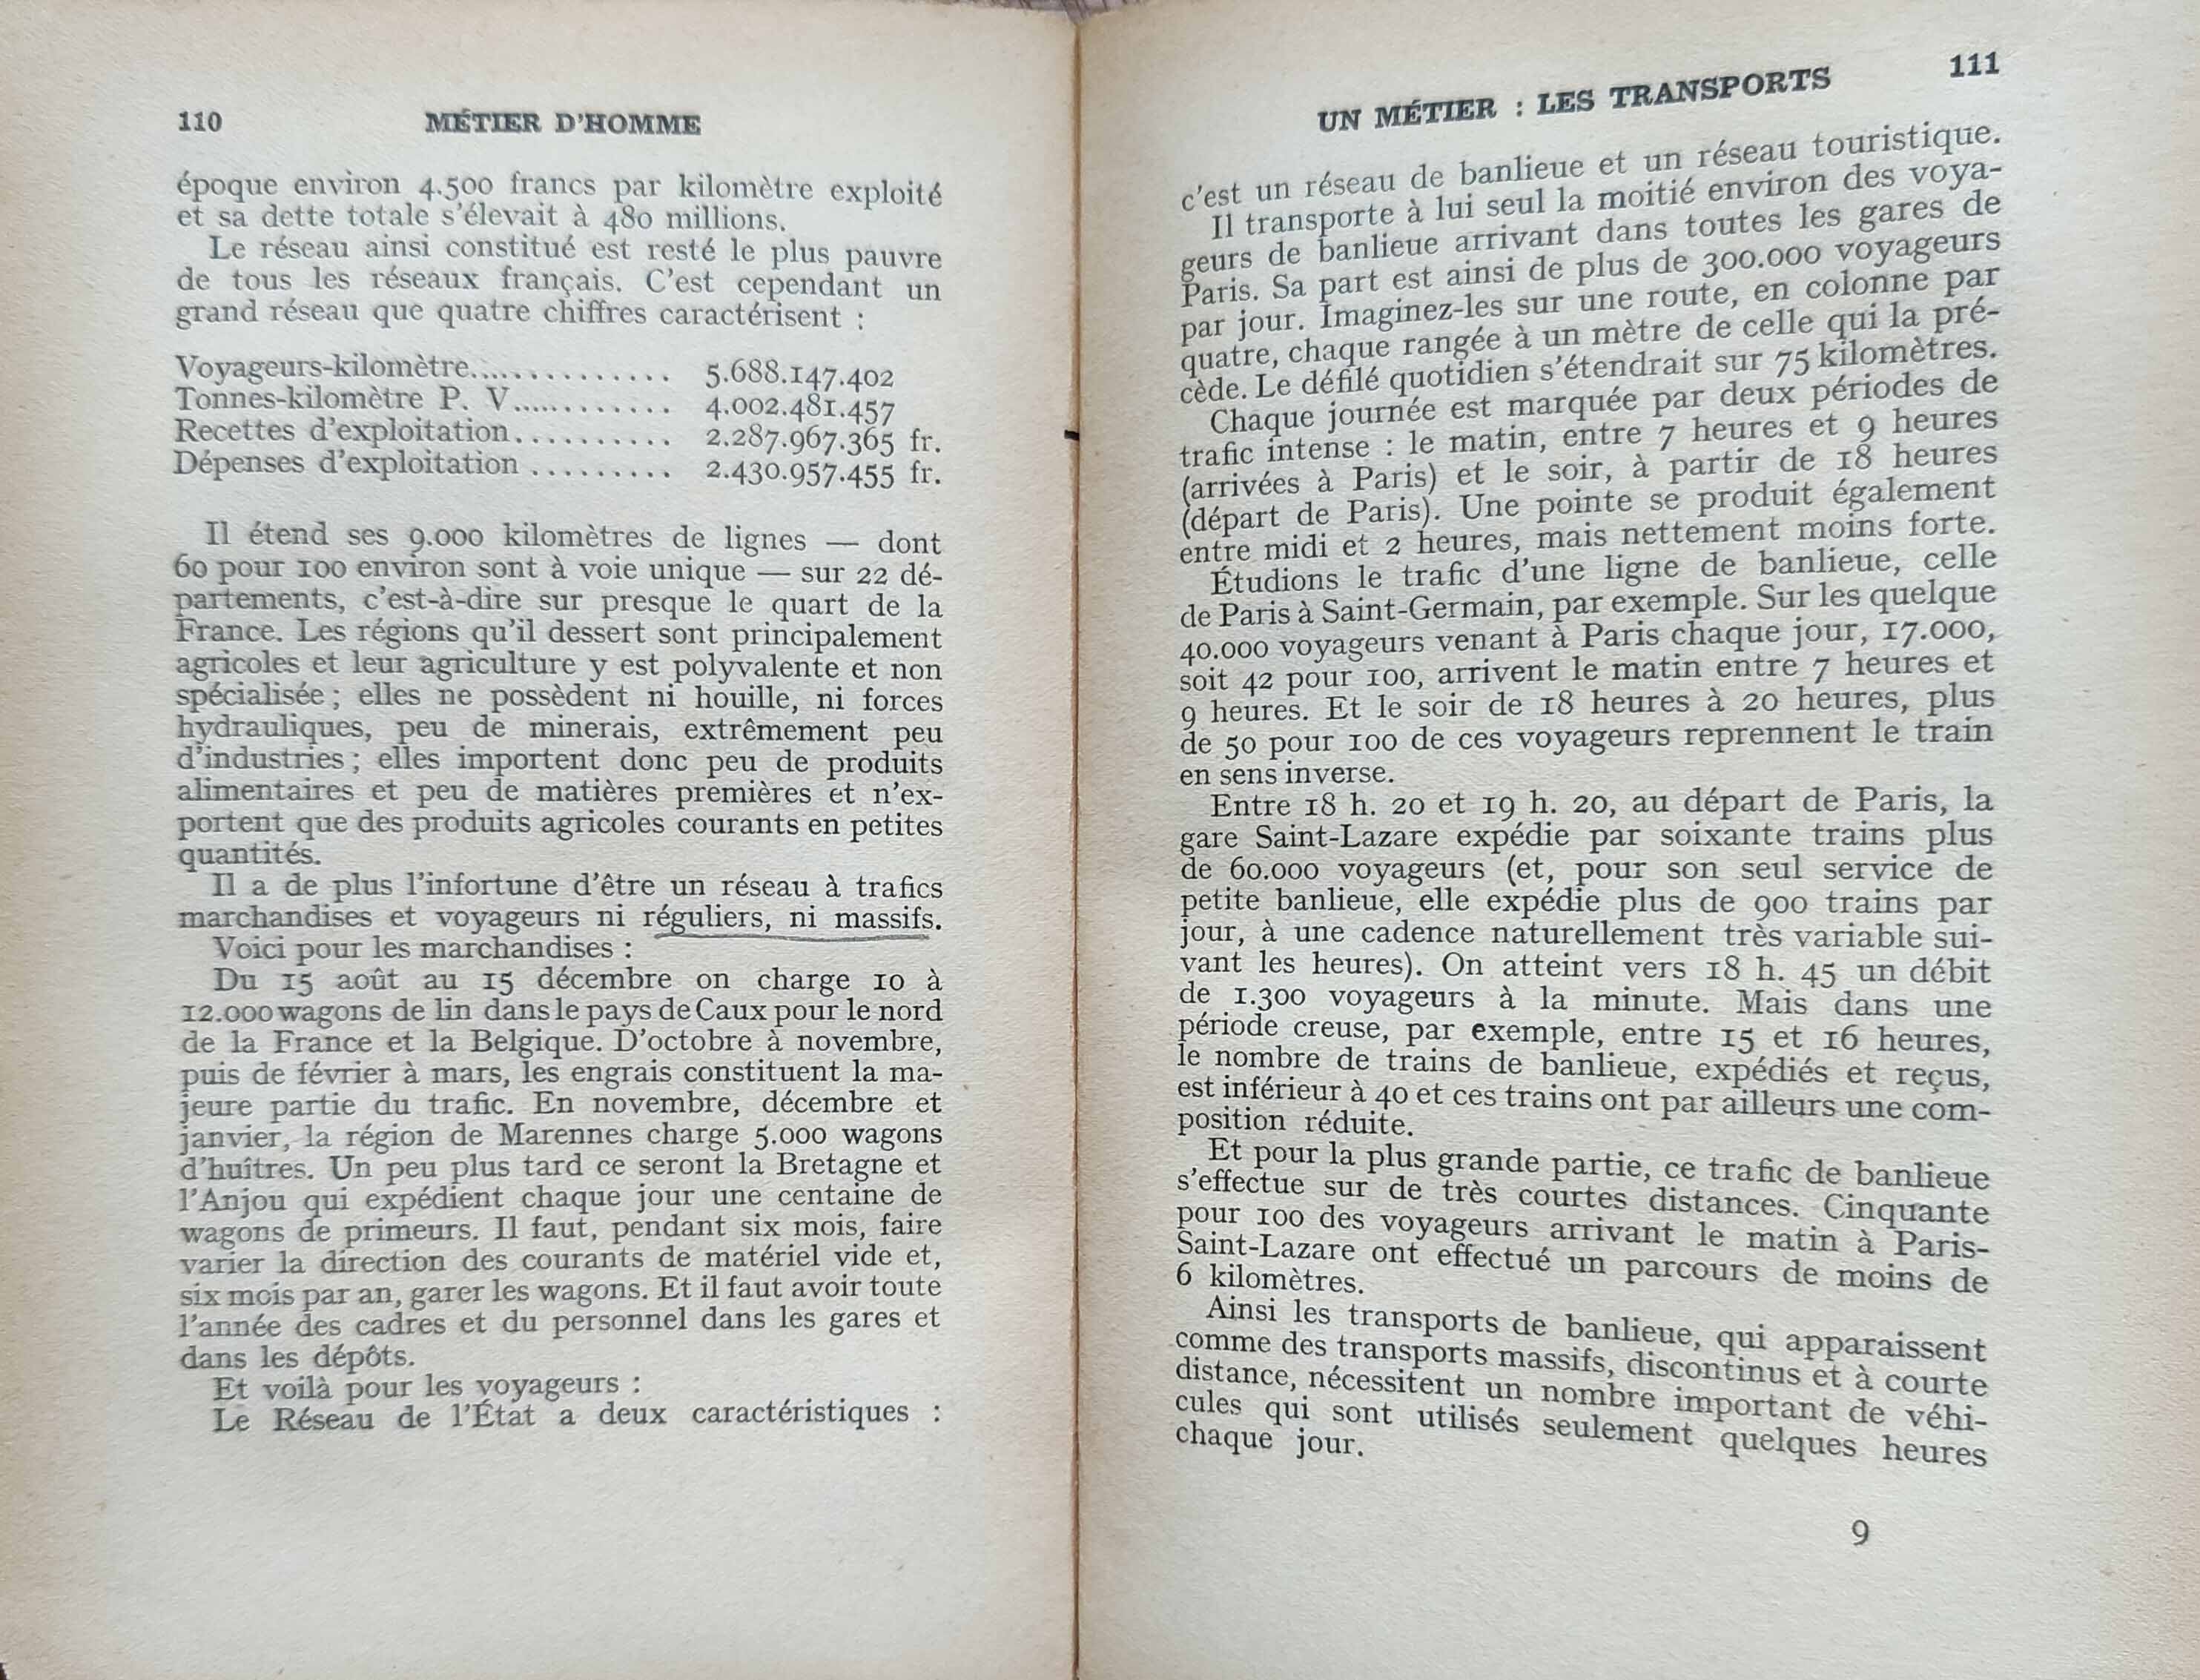 110
MÉTIER D'HOMME
époque environ 4.500 francs par kilomètre exploité
et sa dette totale s'élevait à 480 millions.
Le réseau ainsi constitué est resté le plus pauvre
de tous les réseaux français. C'est cependant un
grand réseau que quatre chiffres caractérisent :
Voyageurs-kilomètre.............. 5.688.147.402
Tonnes-kilomètre P. V............ 4.002.481.457
Recettes d'exploitation.......... 2.287.967.365 fr.
Dépenses d'exploitation ......... 2.430.957.455 fr.
Il étend ses 9.000 kilomètres de lignes — dont
60 pour 100 environ sont à voie unique — sur 22 dé-
partements, c'est-à-dire sur presque le quart de la
France. Les régions qu'il dessert sont principalement
agricoles et leur agriculture y est polyvalente et non
spécialisée ; elles ne possèdent ni houille, ni forces
hydrauliques, peu de minerais, extrêmement peu
d'industries ; elles importent donc peu de produits
alimentaires et peu de matières premières et n'ex-
portent que des produits agricoles courants en petites
quantités.
Il a de plus l'infortune d'être un réseau à trafics
marchandises et voyageurs ni réguliers, ni massifs.
Voici pour les marchandises :
Du 15 août au 15 décembre on charge 10 à
12.000 wagons de lin dans le pays de Caux pour le nord
de la France et la Belgique. D'octobre à novembre,
puis de février à mars, les engrais constituent la ma-
jeure partie du trafic. En novembre, décembre et
janvier, la région de Marennes charge 5.000 wagons
d'huîtres. Un peu plus tard ce seront la Bretagne et
l'Anjou qui expédient chaque jour une centaine de
wagons de primeurs. Il faut, pendant six mois, faire
varier la direction des courants de matériel vide et,
six mois par an, garer les wagons. Et il faut avoir toute
l'année des cadres et du personnel dans les gares et
dans les dépôts.
Et voilà pour les voyageurs :
Le Réseau de l'État a deux caractéristiques :
UN MÉTIER : LES TRANSPORTS
111
c'est un réseau de banlieue et un réseau touristique.
Il transporte à lui seul la moitié environ des voya-
geurs de banlieue arrivant dans toutes les gares de
Paris. Sa part est ainsi de plus de 300.000 voyageurs
par jour. Imaginez-les sur une route, en colonne par
quatre, chaque rangée à un mètre de celle qui la pré-
cède. Le défilé quotidien s'étendrait sur 75 kilomètres.
Chaque journée est marquée par deux périodes de
trafic intense : le matin, entre 7 heures et 9 heures
(arrivées à Paris) et le soir, à partir de 18 heures
(départ de Paris). Une pointe se produit également
entre midi et 2 heures, mais nettement moins forte.
Étudions le trafic d'une ligne de banlieue, celle
de Paris à Saint-Germain, par exemple. Sur les quelque
40.000 voyageurs venant à Paris chaque jour, 17.000,
soit 42 pour 100, arrivent le matin entre 7 heures et
9 heures. Et le soir de 18 heures à 20 heures, plus
de 50 pour 100 de ces voyageurs reprennent le train
en sens inverse.
Entre 18 h. 20 et 19 h. 20, au départ de Paris, la
gare Saint-Lazare expédie par soixante trains plus
de 60.000 voyageurs (et, pour son seul service de
petite banlieue, elle expédie plus de 900 trains par
jour, à une cadence naturellement très variable sui-
vant les heures). On atteint vers 18 h. 45 un débit
de 1.300 voyageurs à la minute. Mais dans une
période creuse, par exemple, entre 15 et 16 heures,
le nombre de trains de banlieue, expédiés et reçus,
est inférieur à 40 et ces trains ont par ailleurs une com-
position réduite.
Et pour la plus grande partie, ce trafic de banlieue
s'effectue sur de très courtes distances. Cinquante
pour 100 des voyageurs arrivant le matin à Paris-
Saint-Lazare ont effectué un parcours de moins de
6 kilomètres.
Ainsi les transports de banlieue, qui apparaissent
comme des transports massifs, discontinus et à courte
distance, nécessitent un nombre important de véhi-
cules qui sont utilisés seulement quelques heures
chaque jour.
9